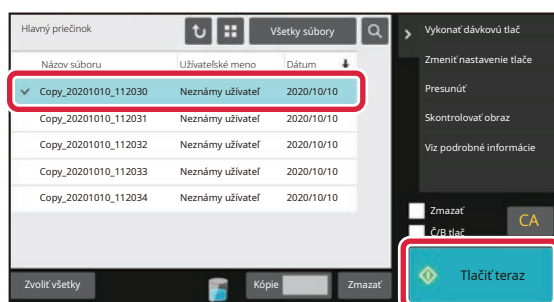 Hlavný priečinok
Všetky súbory
Názov súboru Užívateľské meno Dátum
Copy_20201010_112030 Neznámy užívateľ 2020/10/10
Copy_20201010_112031 Neznámy užívateľ 2020/10/10
Copy_20201010_112032 Neznámy užívateľ 2020/10/10
Copy_20201010_112033 Neznámy užívateľ 2020/10/10
Copy_20201010_112034 Neznámy užívateľ 2020/10/10
Zvoliť všetky
Kópie
Zmazať
Vykonať dávkovú tlač
Zmeniť nastavenie tlače
Presunúť
Skontrolovať obraz
Viz podrobné informácie
Zmazať
Č/B tlač
CA
Tlačiť teraz